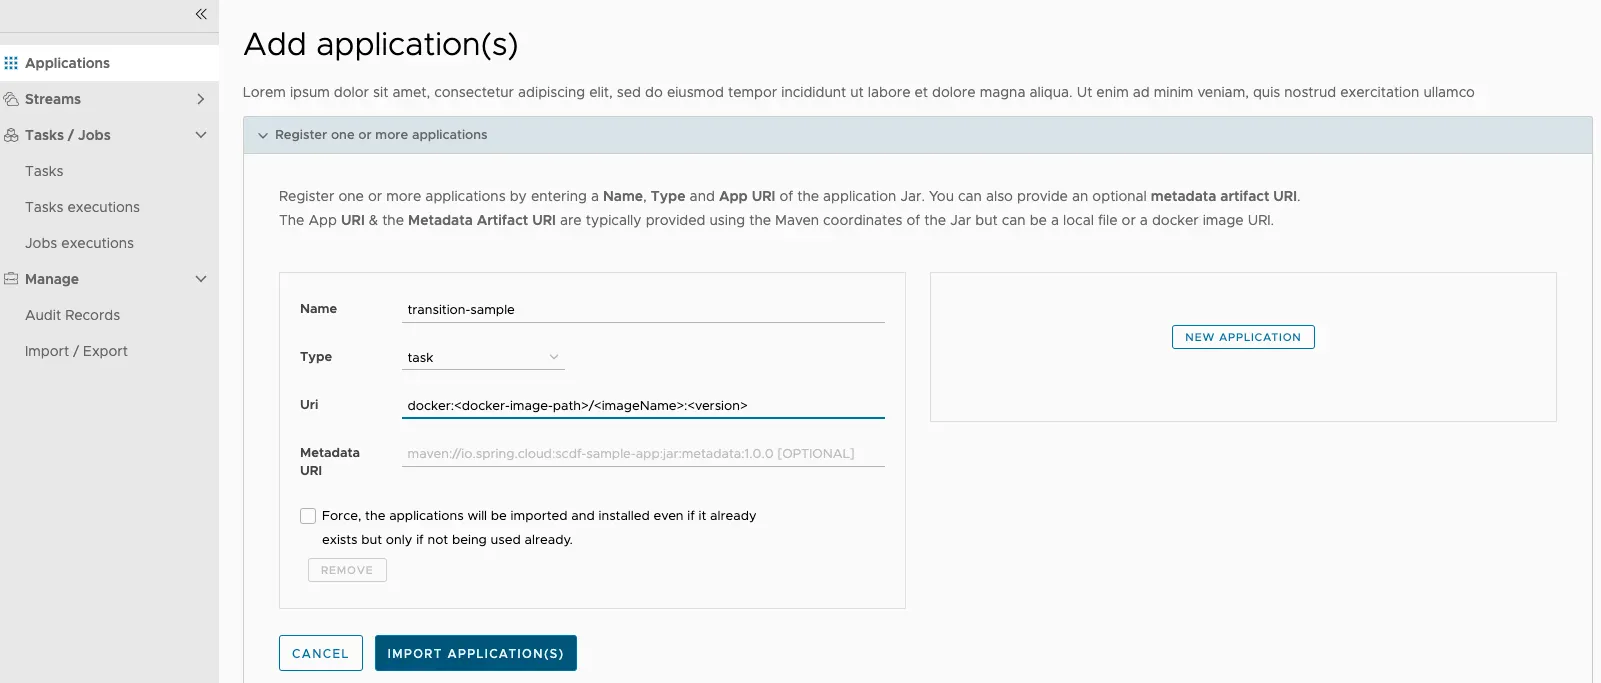 Applications
Streams
Tasks / Jobs
Tasks
Tasks executions
Jobs executions
Manage
Audit Records
Import / Export
Add application(s)
Lorem ipsum dolor sit amet, consectetur adipiscing elit, sed do eiusmod tempor incididunt ut labore et dolore magna aliqua. Ut enim ad minim veniam, quis nostrud exercitation ullamco
Register one or more applications
Register one or more applications by entering a Name, Type and App URI of the application Jar. You can also provide an optional metadata artifact URI.
The App URI & the Metadata Artifact URI are typically provided using the Maven coordinates of the Jar but can be a local file or a docker image URI.
Name
transition-sample
Type
task
Uri
docker:<docker-image-path>/<imageName>:<version>
Metadata
URI
maven://io.spring.cloud:scdf-sample-app:jar:metadata:1.0.0 [OPTIONAL]
Force, the applications will be imported and installed even if it already
exists but only if not being used already.
REMOVE
NEW APPLICATION
CANCEL
IMPORT APPLICATION(S)